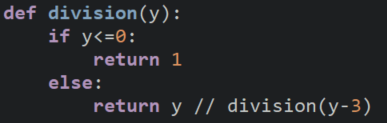 def division(y):
    if y<=0:
        return 1
    else:
        return y // division(y-3)